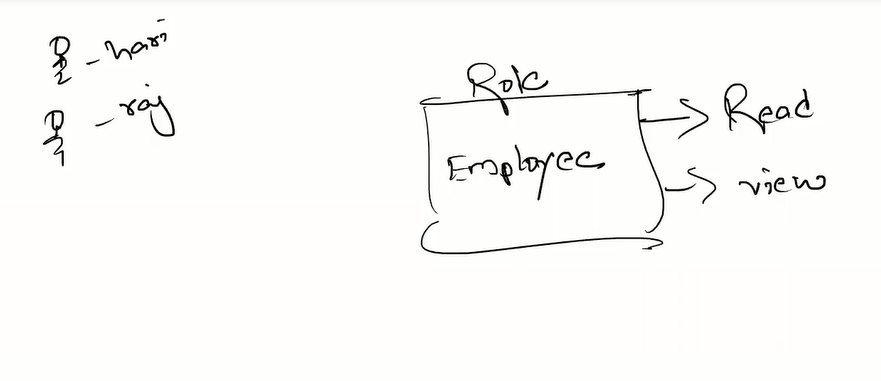 - hari
- raj
Role
Employee
Read
view